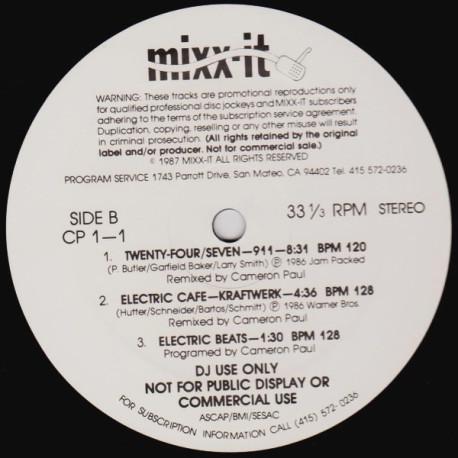 mixx-it
WARNING: These tracks are promotional reproductions only
for qualified professional disc jockeys and MIXX-IT subscribers
adhering to the terms of the subscription service agreement.
Duplication, copying, reselling or any other misuse will result
in criminal prosecution. (All rights retained by the original
label and/or producer. Not for commercial sale.)
© 1987 MIXX-IT ALL RIGHTS RESERVED
PROGRAM SERVICE 1743 Parrott Drive, San Mateo, CA 94402 Tel. 415 572-0236
SIDE B 33 1/3 RPM STEREO
CP 1—1
1. TWENTY-FOUR/SEVEN—911—8:31 BPM 120
(P. Butler/Garfield Baker/Larry Smith) Ⓟ 1986 Jam Packed
Remixed by Cameron Paul
2. ELECTRIC CAFE—KRAFTWERK—4:36 BPM 128
(Hutter/Schneider/Bartos/Schmitt) Ⓟ 1986 Warner Bros.
Remixed by Cameron Paul
3. ELECTRIC BEATS—1:30 BPM 128
Programed by Cameron Paul
DJ USE ONLY
NOT FOR PUBLIC DISPLAY OR
COMMERCIAL USE
ASCAP/BMI/SESAC
FOR SUBSCRIPTION INFORMATION CALL (415) 572-0236